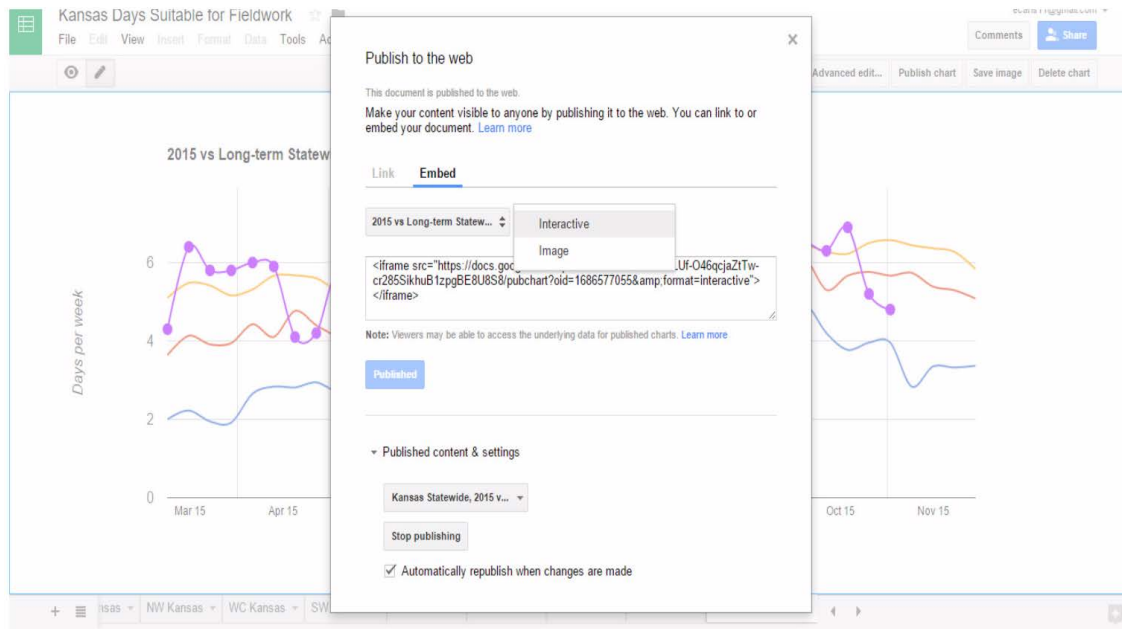 Kansas Days Suitable for Fieldwork
File Edit View Insert Format Data Tools
Comments
Share
Advanced edit... Publish chart Save image Delete chart
Publish to the web
This document is published to the web.
Make your content visible to anyone by publishing it to the web. You can link to or
embed your document. Learn more
Link Embed
2015 vs Long-term Statew...
Interactive
Image
<iframe src="https://docs.goo
cr285SikhuB1zpgBE8U8S8/pubchart?oid=1686577055&amp;format=interactive">
</iframe>
Note: Viewers may be able to access the underlying data for published charts. Learn more
Published
Published content & settings
Kansas Statewide, 2015 v...
Stop publishing
Automatically republish when changes are made
2015 vs Long-term Statew
Days per week
6
4
2
0
Mar 15 Apr 15 Oct 15 Nov 15
nsas NW Kansas WC Kansas SW